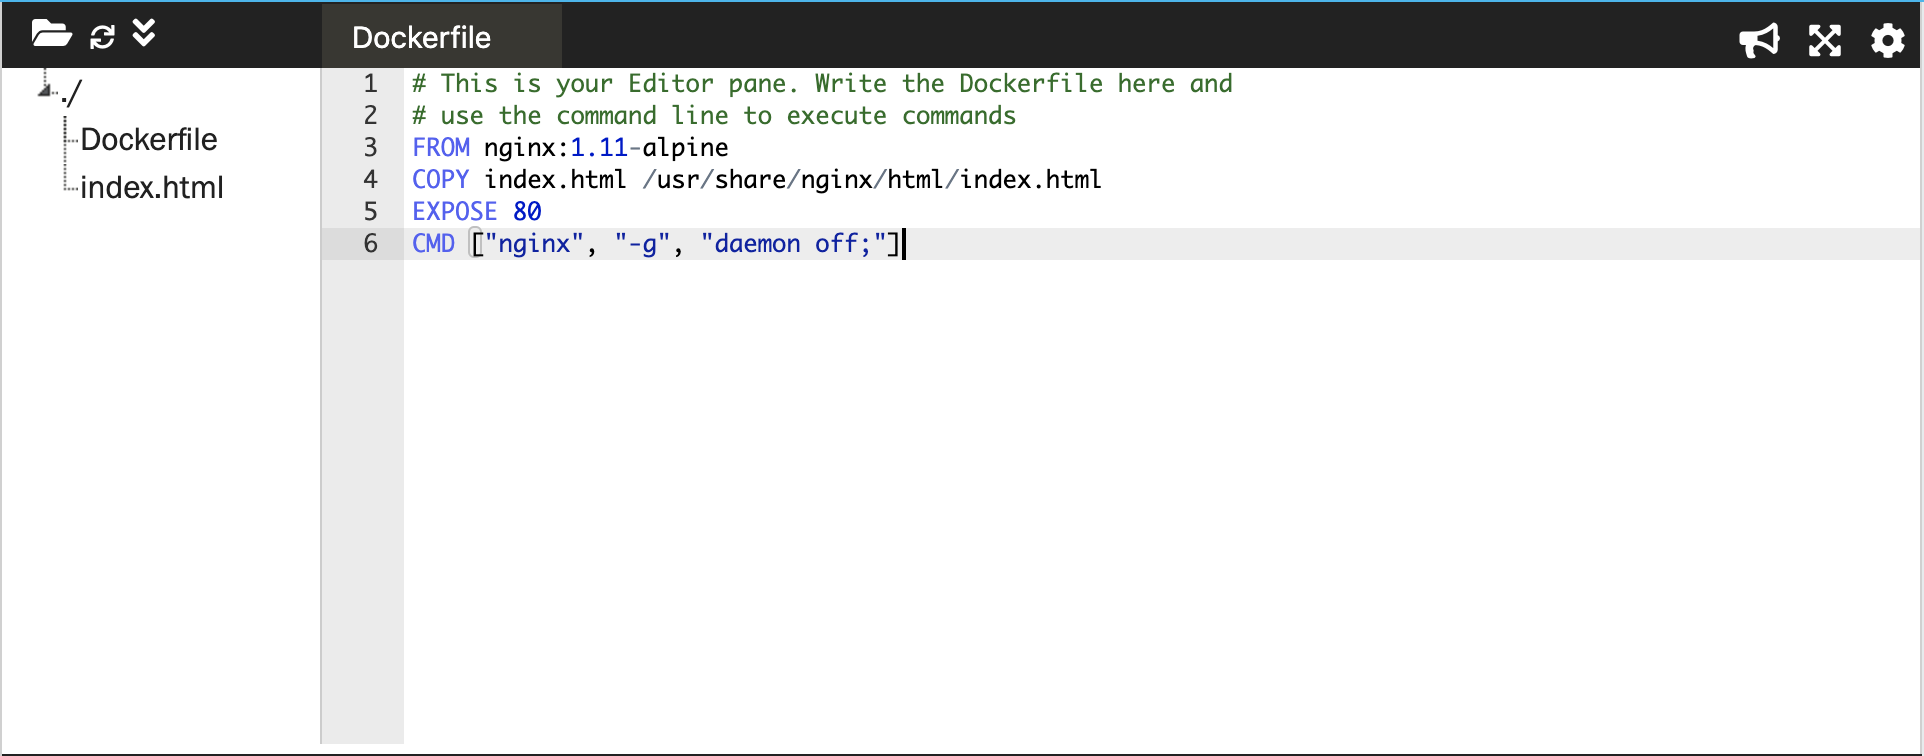 Dockerfile
./
Dockerfile
index.html
1 # This is your Editor pane. Write the Dockerfile here and
2 # use the command line to execute commands
3 FROM nginx:1.11-alpine
4 COPY index.html /usr/share/nginx/html/index.html
5 EXPOSE 80
6 CMD ["nginx", "-g", "daemon off;"]